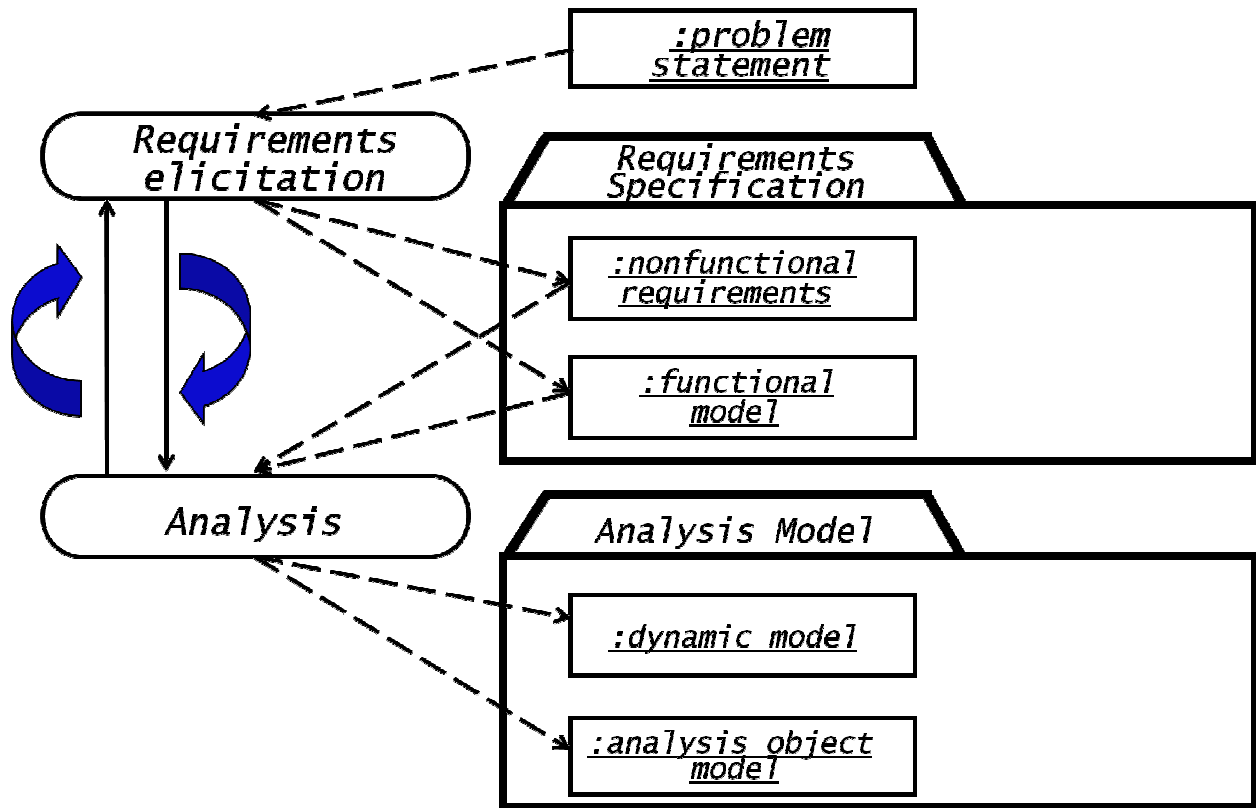 :problem
statement
Requirements
elicitation
Requirements
Specification
:nonfunctional
requirements
:functional
model
Analysis
Analysis Model
:dynamic model
:analysis object
model